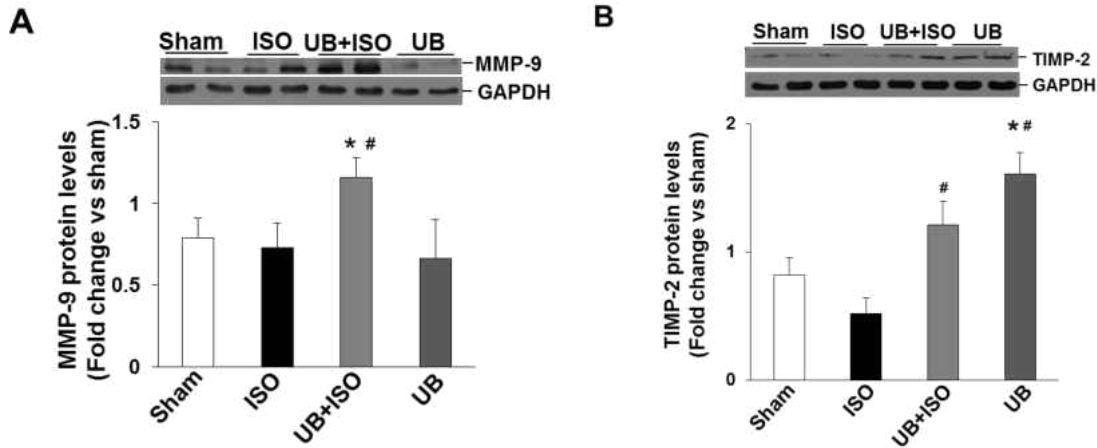 A
Sham ISO UB+ISO UB
MMP-9
GAPDH
MMP-9 protein levels
(Fold change vs sham)
1.5
1
0.5
0
* #
Sham
ISO
UB+ISO
UB
B
Sham ISO UB+ISO UB
TIMP-2
GAPDH
TIMP-2 protein levels
(Fold change vs sham)
2
1
0
#
* #
Sham
ISO
UB+ISO
UB